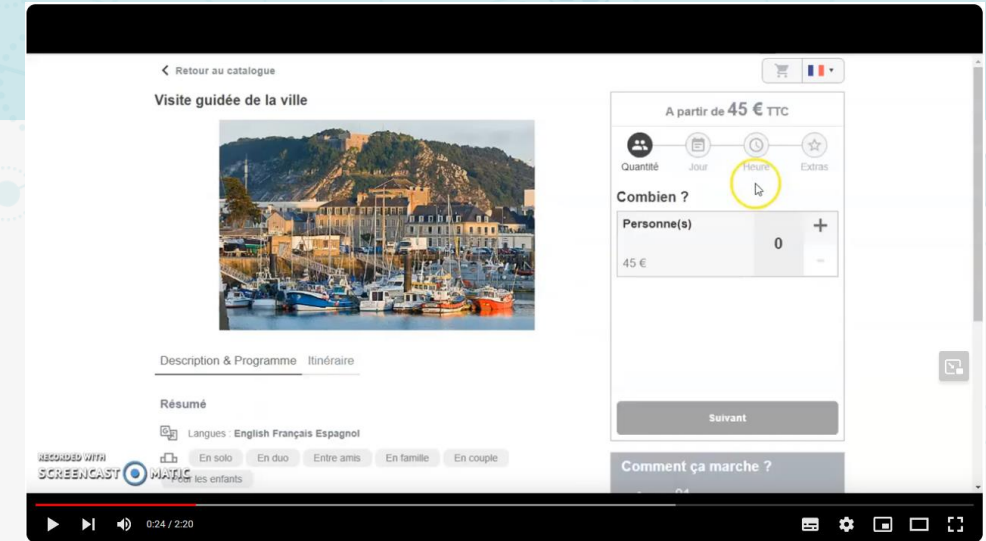 Retour au catalogue
Visite guidée de la ville
A partir de 45 € TTC
Quantité Jour Heure Extras
Combien ?
Personne(s)
0
45 €
Suivant
Description & Programme Itinéraire
Résumé
Langues : English Français Espagnol
En solo En duo Entre amis En famille En couple
Pour les enfants
Comment ça marche ?
RECORDED WITH
SCREENCAST MATIC
0:24 / 2:20